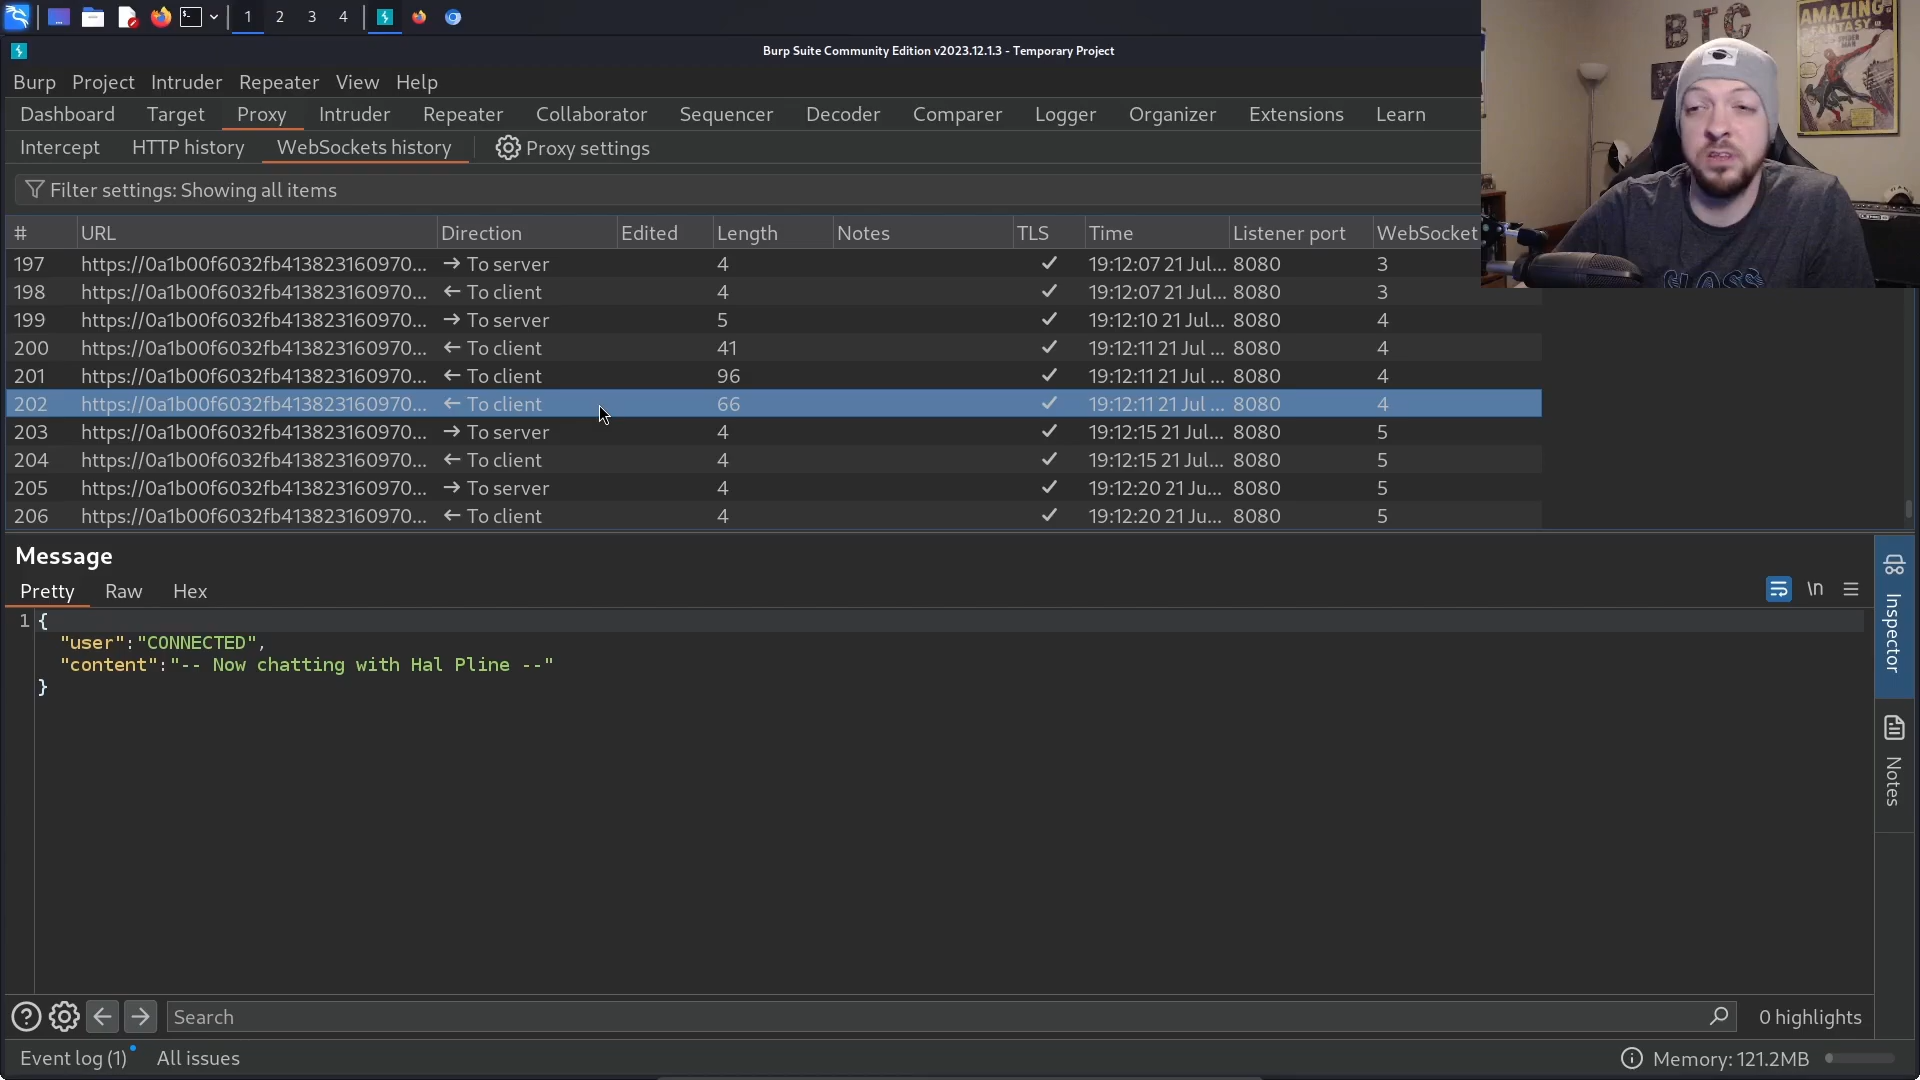 1 2 3 4
Burp Suite Community Edition v2023.12.1.3 - Temporary Project
Burp Project Intruder Repeater View Help
Dashboard Target Proxy Intruder Repeater Collaborator Sequencer Decoder Comparer Logger Organizer Extensions Learn
Intercept HTTP history WebSockets history Proxy settings
Filter settings: Showing all items
# URL Direction Edited Length Notes TLS Time Listener port WebSocket
197 https://0a1b00f6032fb413823160970... → To server 4 ✓ 19:12:07 21 Jul... 8080 3
198 https://0a1b00f6032fb413823160970... ← To client 4 ✓ 19:12:07 21 Jul... 8080 3
199 https://0a1b00f6032fb413823160970... → To server 5 ✓ 19:12:10 21 Jul... 8080 4
200 https://0a1b00f6032fb413823160970... ← To client 41 ✓ 19:12:11 21 Jul ... 8080 4
201 https://0a1b00f6032fb413823160970... ← To client 96 ✓ 19:12:11 21 Jul ... 8080 4
202 https://0a1b00f6032fb413823160970... ← To client 66 ✓ 19:12:11 21 Jul ... 8080 4
203 https://0a1b00f6032fb413823160970... → To server 4 ✓ 19:12:15 21 Jul... 8080 5
204 https://0a1b00f6032fb413823160970... ← To client 4 ✓ 19:12:15 21 Jul... 8080 5
205 https://0a1b00f6032fb413823160970... → To server 4 ✓ 19:12:20 21 Ju... 8080 5
206 https://0a1b00f6032fb413823160970... ← To client 4 ✓ 19:12:20 21 Ju... 8080 5
BTC
AMAZING
FANTASY
Message
Pretty Raw Hex
\n
1 {
"user":"CONNECTED",
"content":"-- Now chatting with Hal Pline --"
}
Inspector
Notes
Search
0 highlights
Event log (1) All issues
Memory: 121.2MB